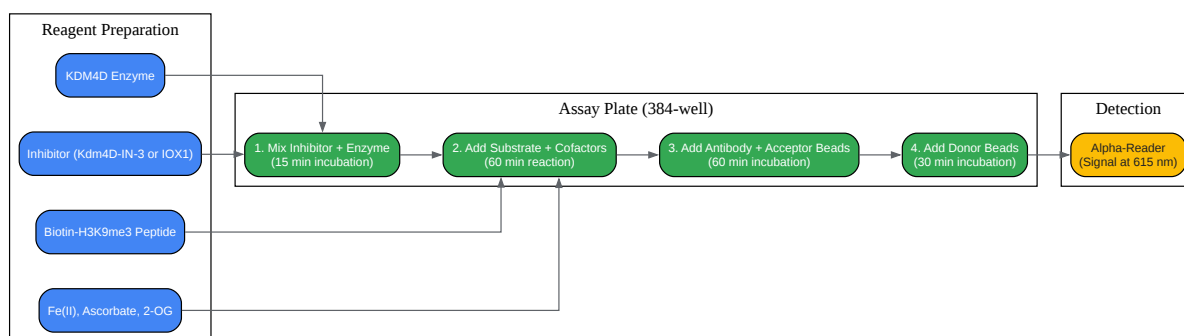 Reagent Preparation
KDM4D Enzyme
Inhibitor (Kdm4D-IN-3 or IOX1)
Biotin-H3K9me3 Peptide
Fe(II), Ascorbate, 2-OG
Assay Plate (384-well)
1. Mix Inhibitor + Enzyme
(15 min incubation)
2. Add Substrate + Cofactors
(60 min reaction)
3. Add Antibody + Acceptor Beads
(60 min incubation)
4. Add Donor Beads
(30 min incubation)
Detection
Alpha-Reader
(Signal at 615 nm)